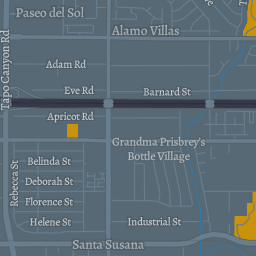 Paseo del Sol
Alamo Villas
Tapo Canyon Rd
Adam Rd
Eve Rd
Barnard St
Apricot Rd
Grandma Prisbrey's
Bottle Village
Belinda St
Rebecca St
Deborah St
Florence St
Helene St
Industrial St
Santa Susana